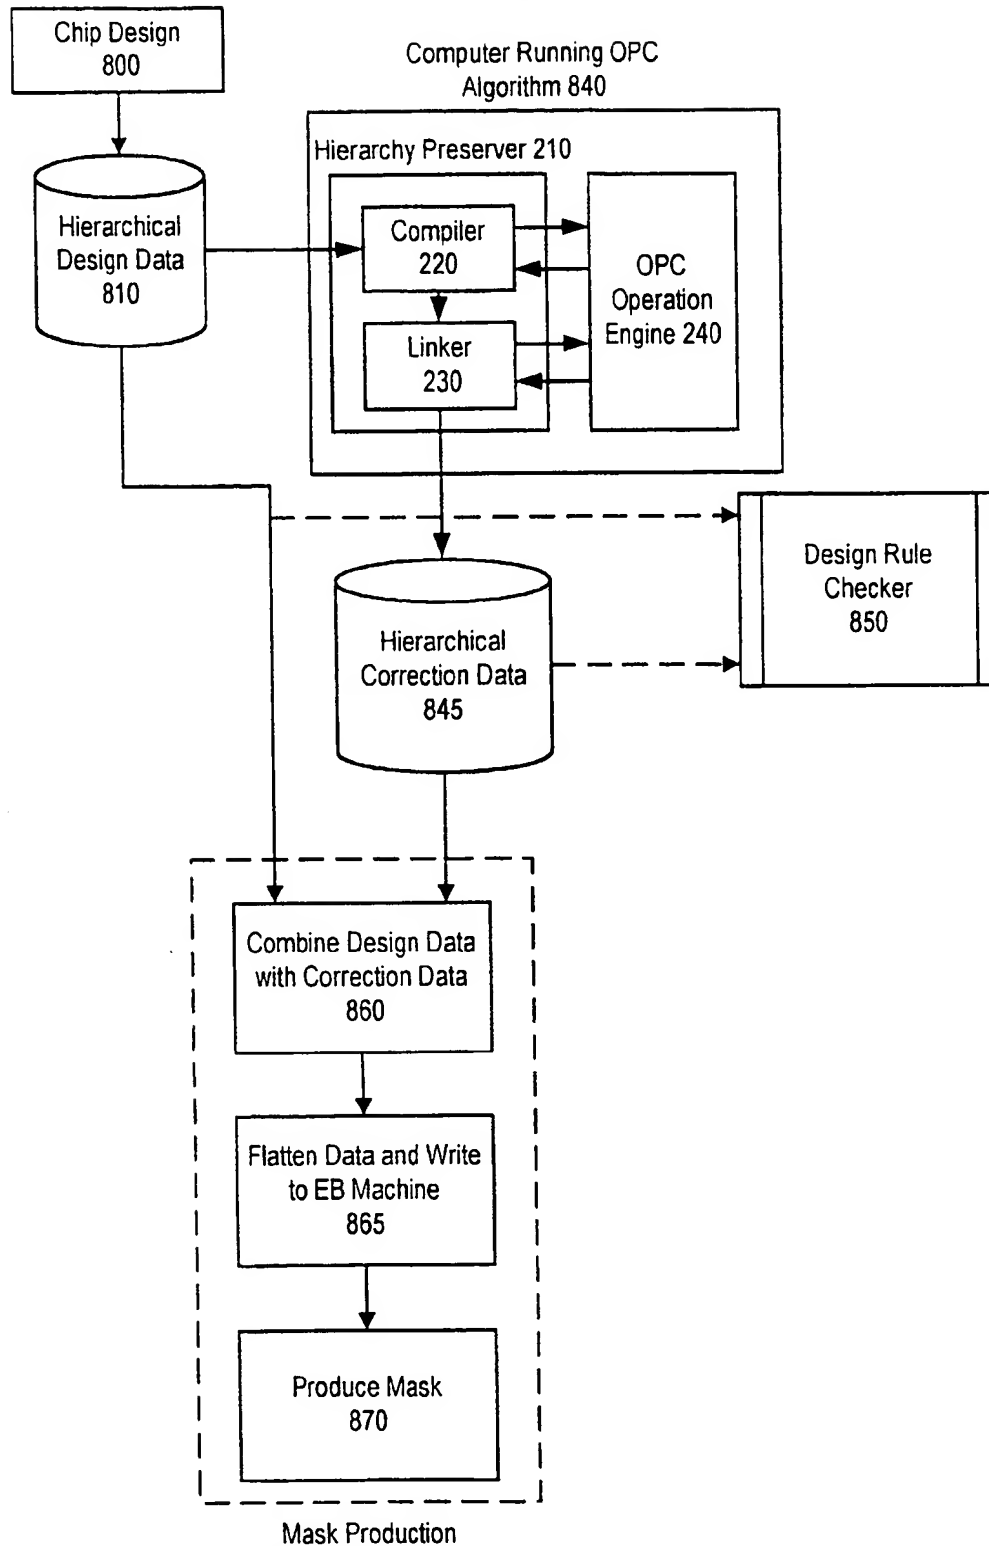 Chip Design
800
Computer Running OPC
Algorithm 840
Hierarchy Preserver 210
Hierarchical
Design Data
810
Compiler
220
OPC
Operation
Engine 240
Linker
230
Design Rule
Checker
850
Hierarchical
Correction Data
845
Combine Design Data
with Correction Data
860
Flatten Data and Write
to EB Machine
865
Produce Mask
870
Mask Production